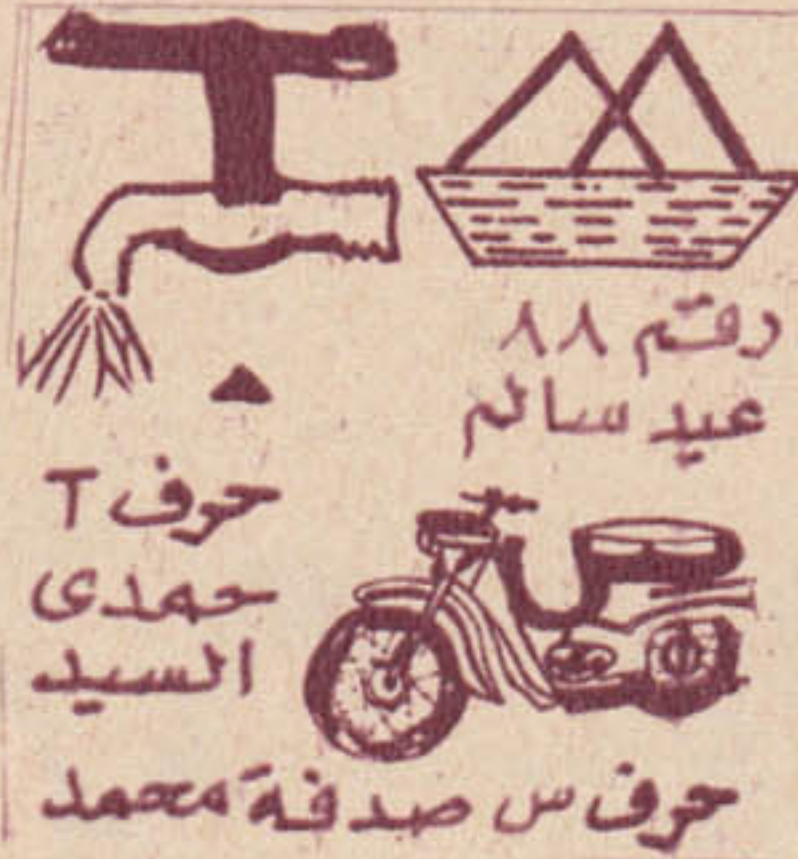 رقم ٨٨
عيد سالم
حرف T
حمدى
السيد
حرف س صدفة محمد